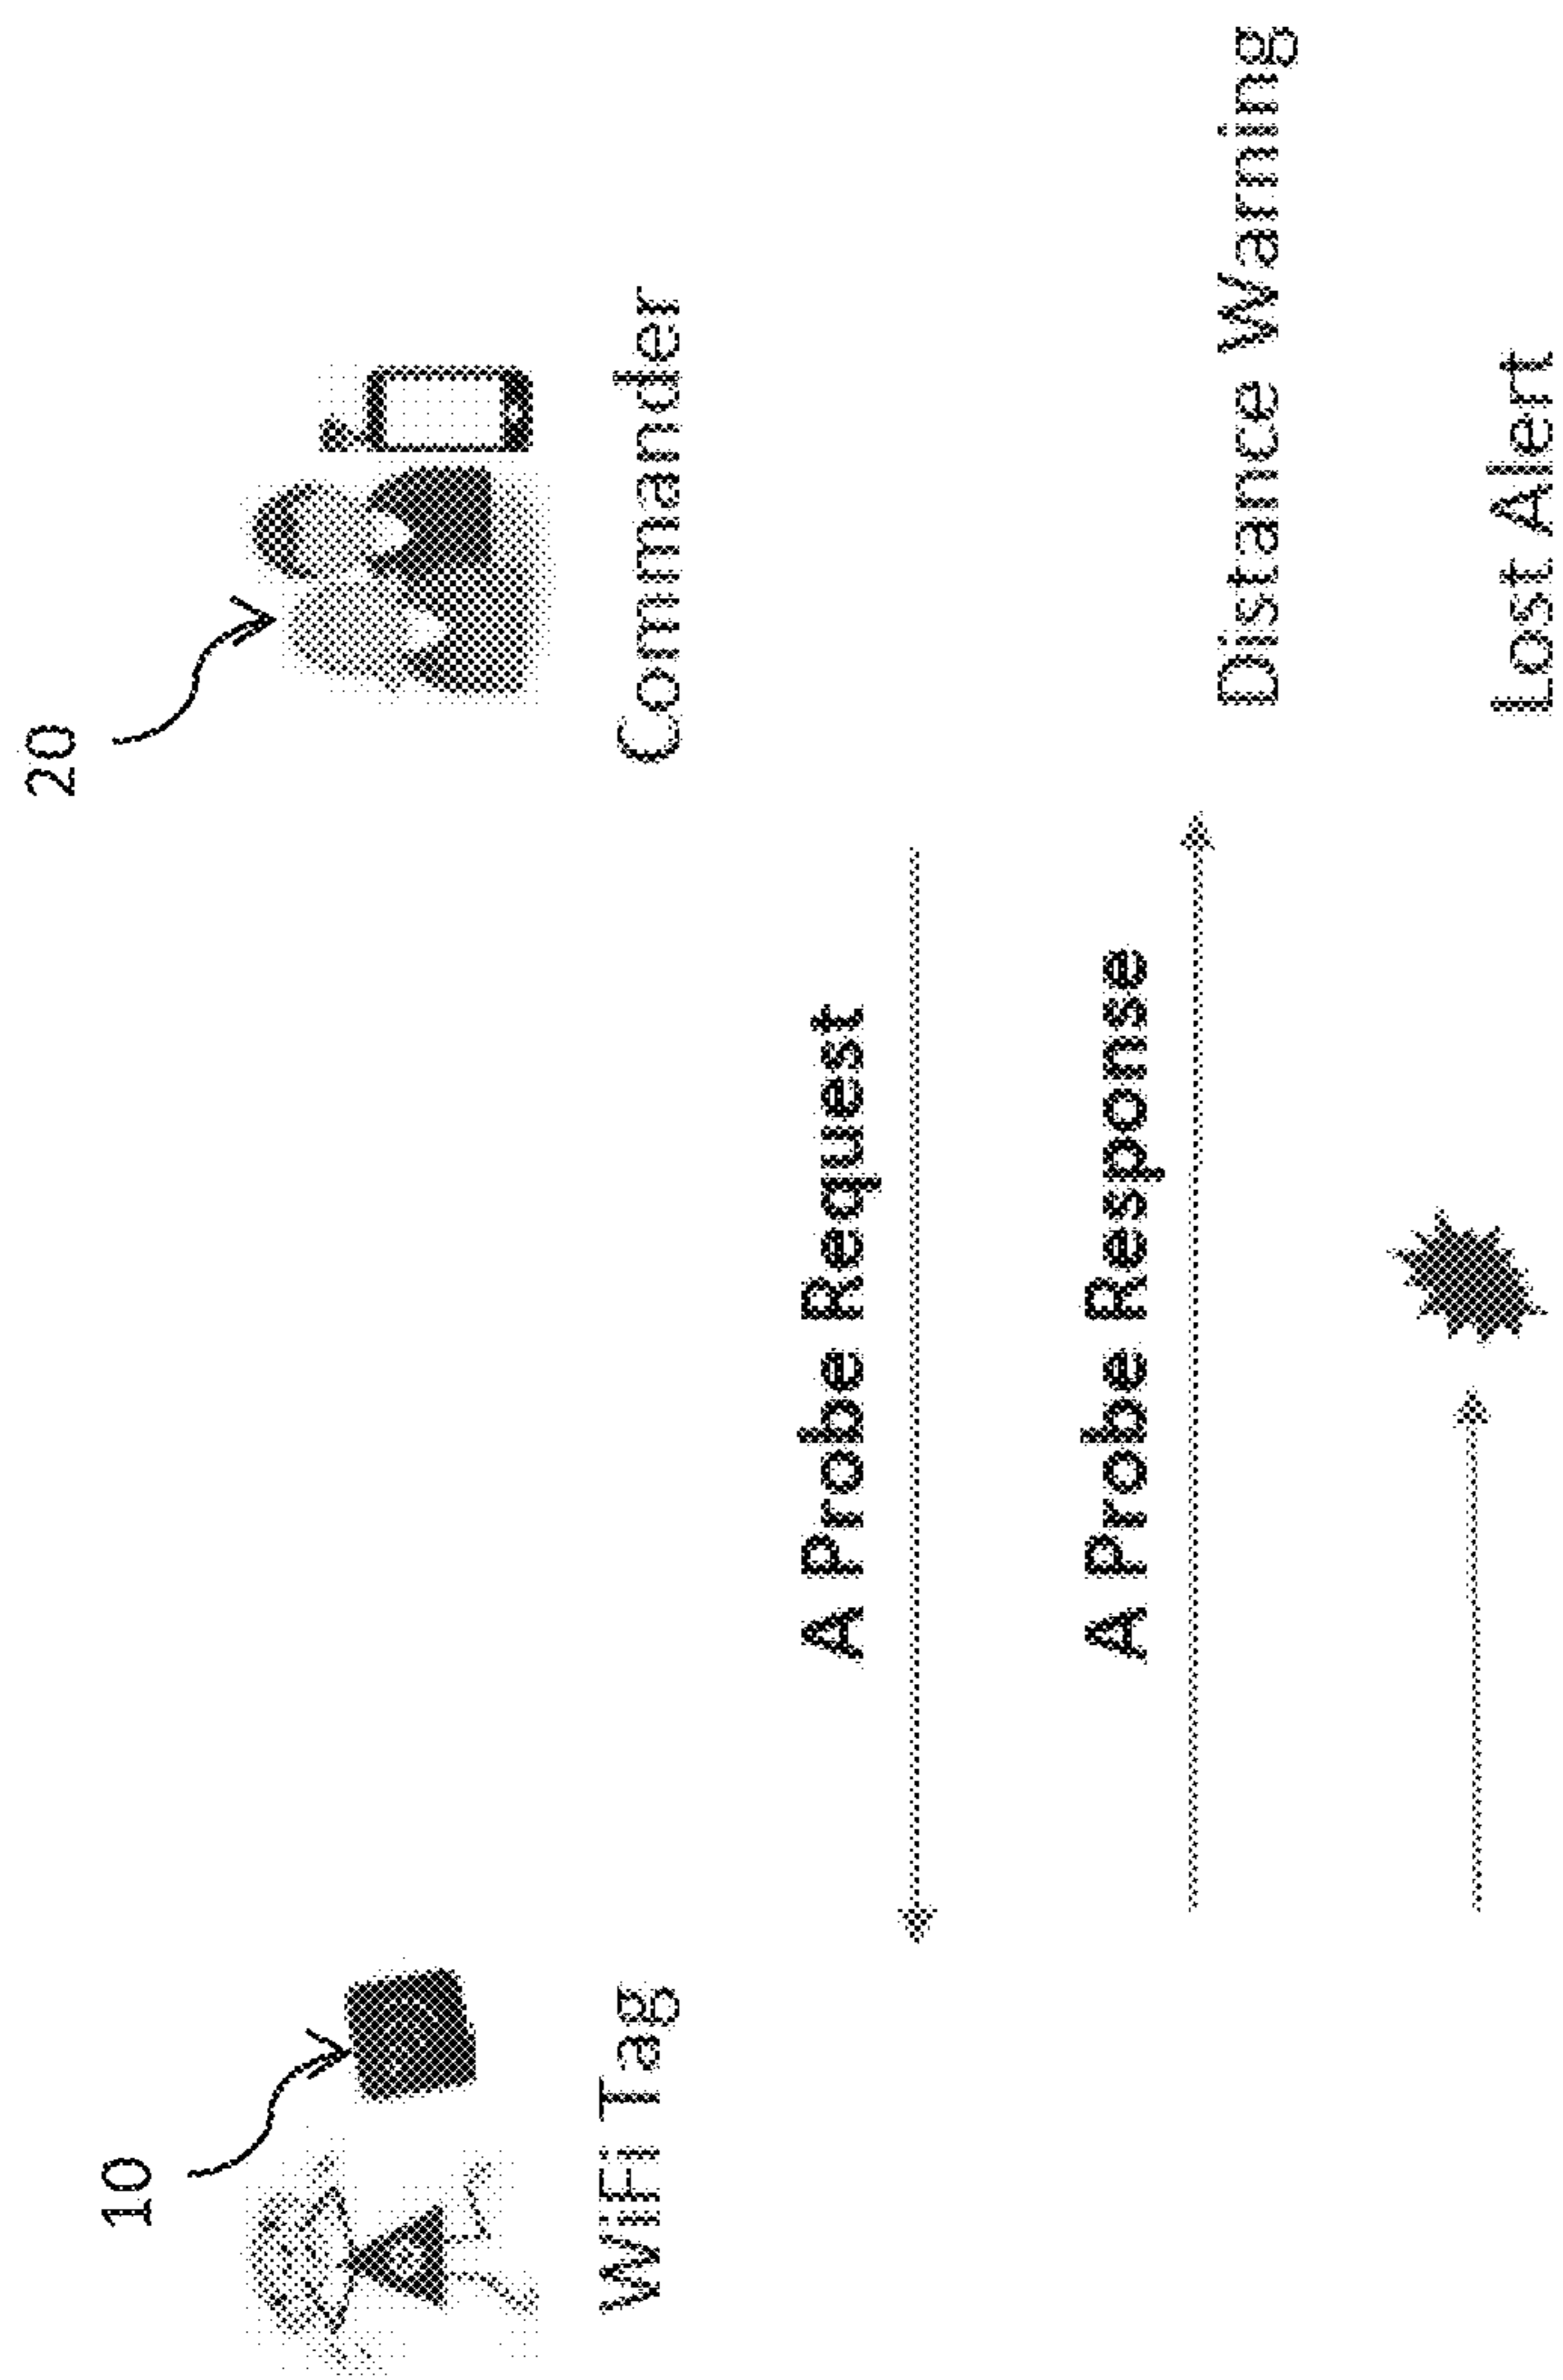 20
10
Commander
WiFi Tag
A Probe Request
A Probe Response
Distance Warning
Lost Alert